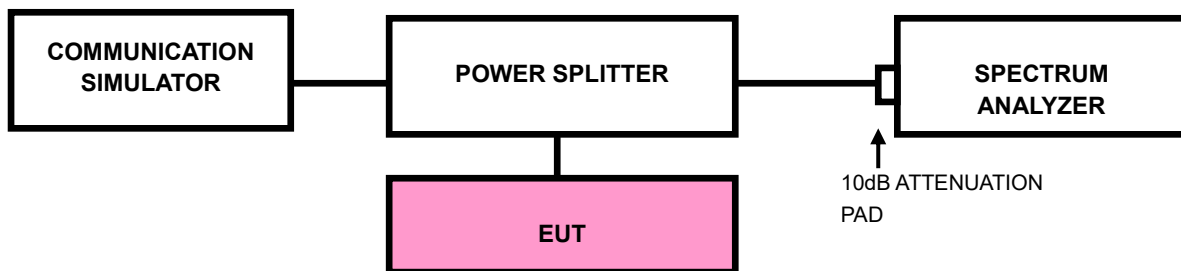 COMMUNICATION
SIMULATOR
POWER SPLITTER
SPECTRUM
ANALYZER
10dB ATTENUATION
PAD
EUT